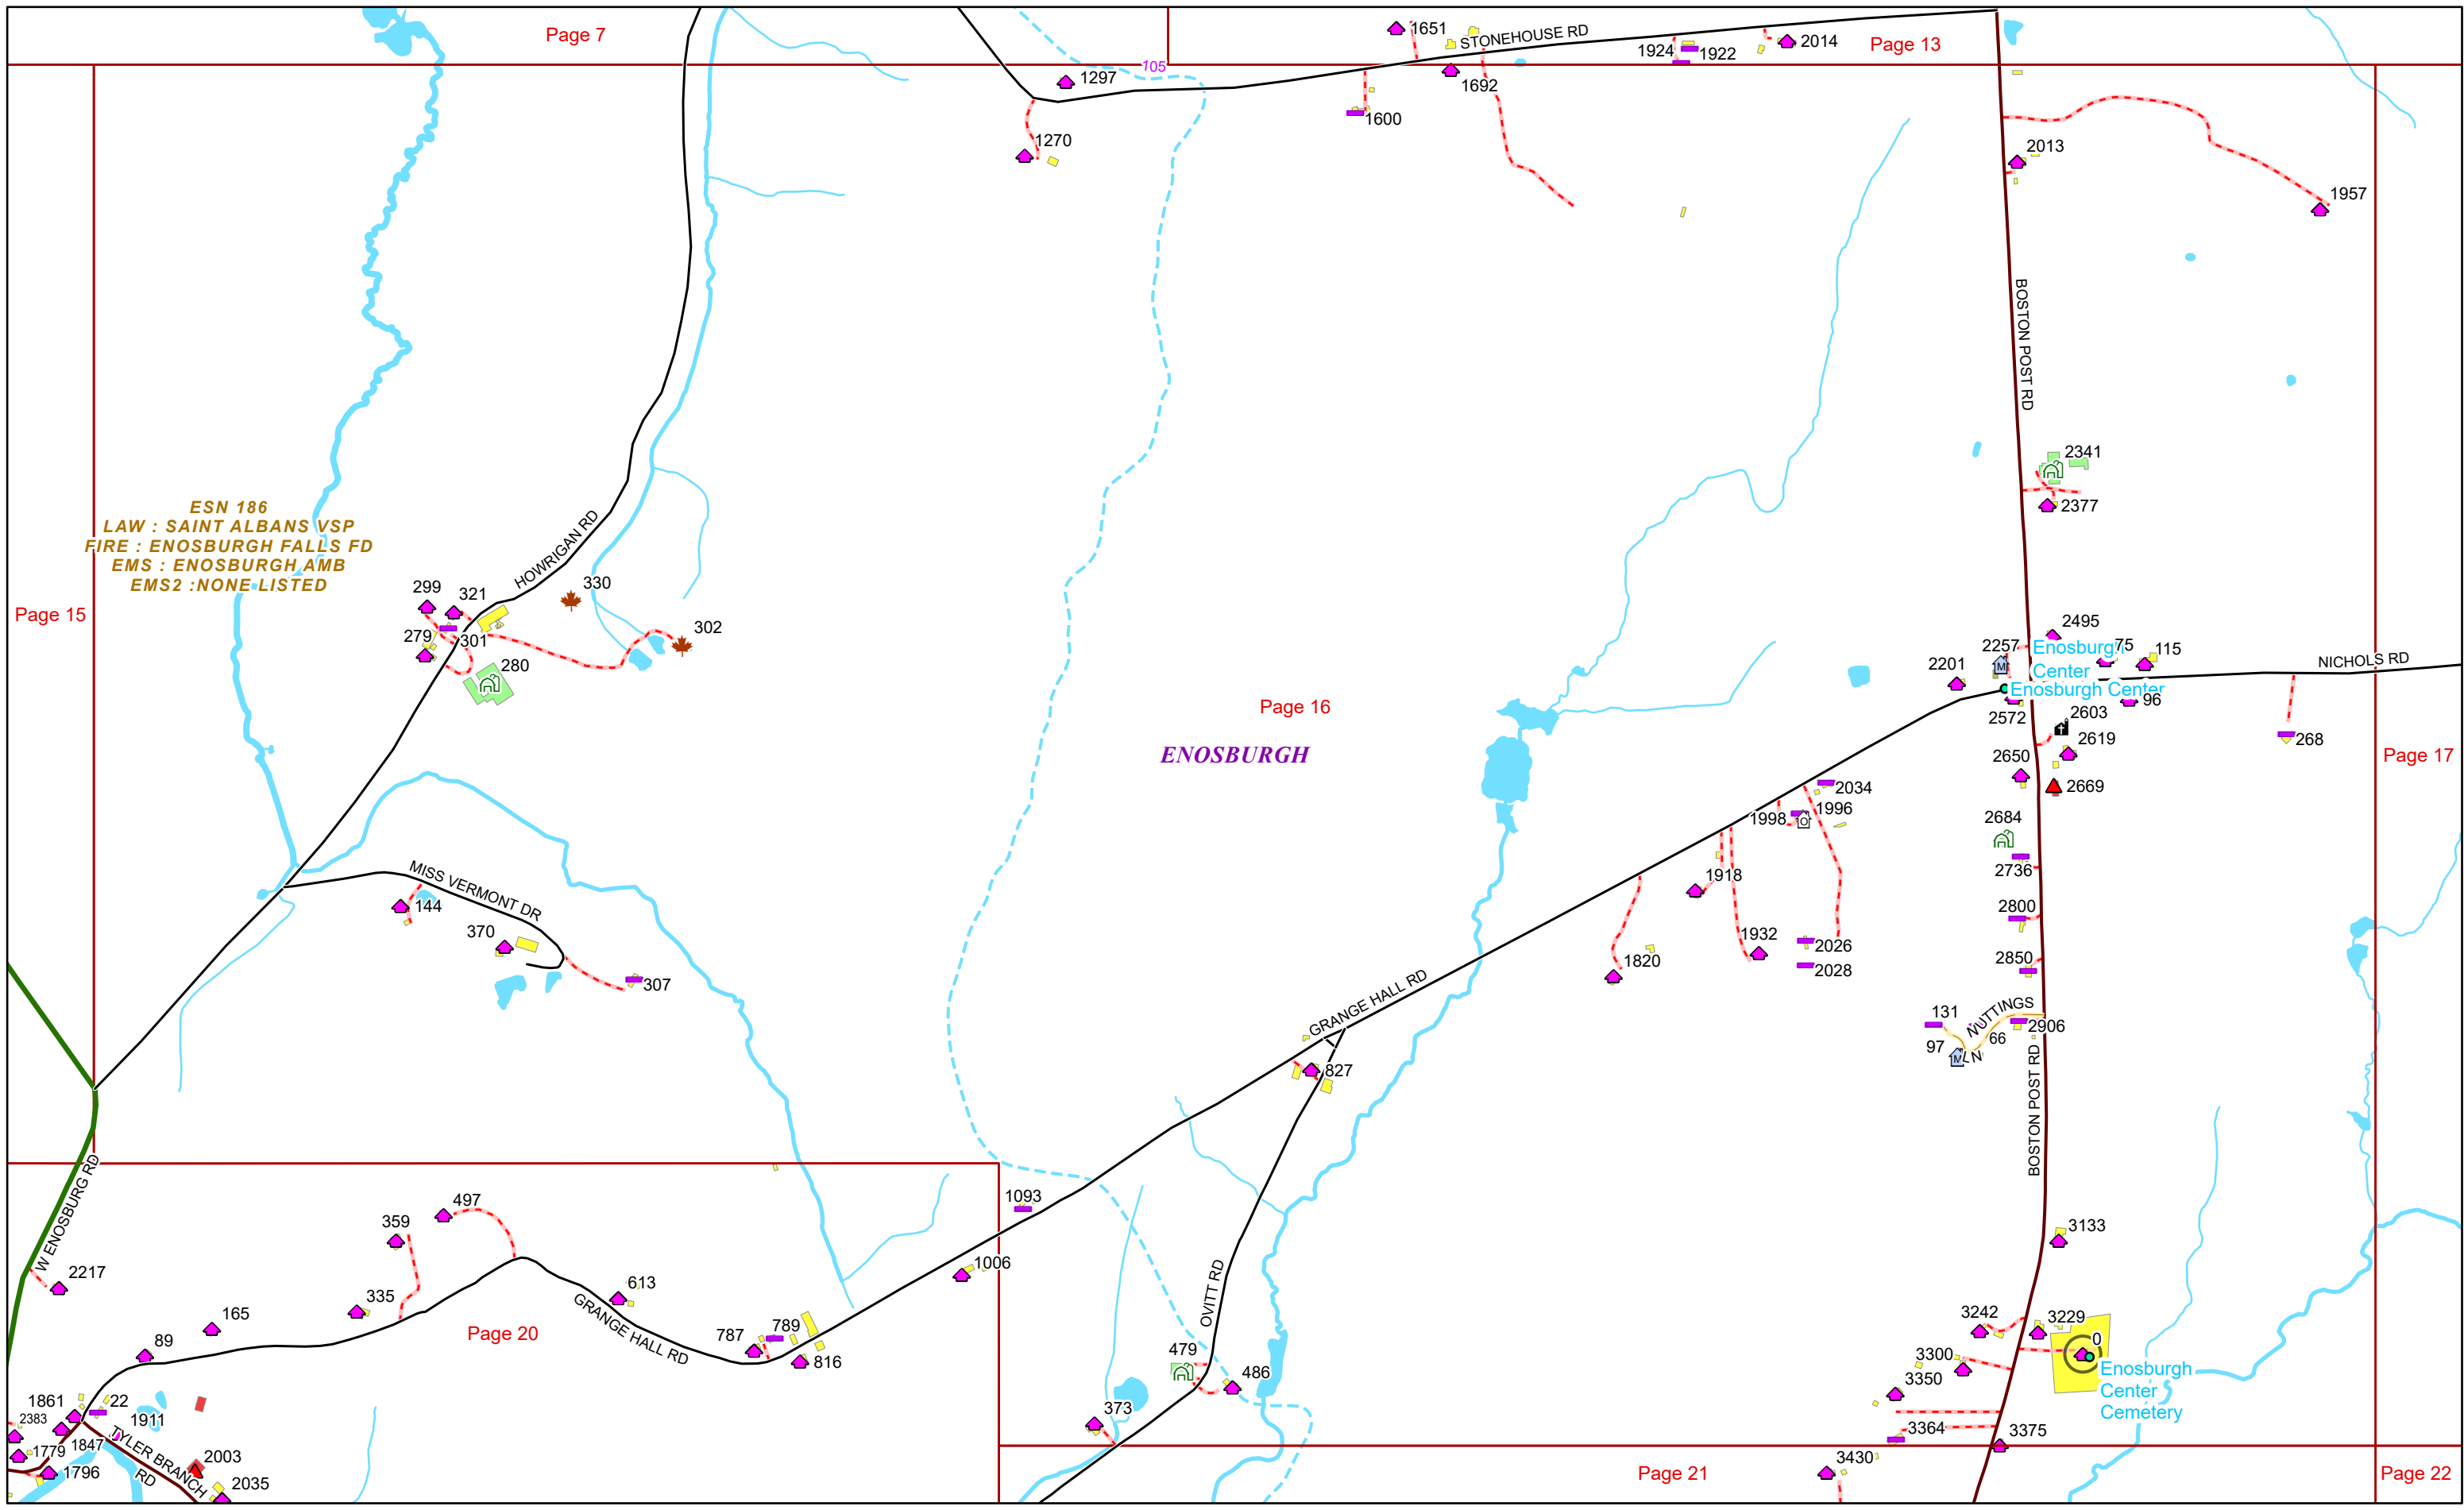 Page 7
1651
STONEHOUSE RD
1924
1922
2014
Page 13
105
1297
1692
1600
1270
2013
1957
BOSTON POST RD
2341
2377
ESN 186
LAW : SAINT ALBANS VSP
FIRE : ENOSBURGH FALLS FD
EMS : ENOSBURGH AMB
EMS2 :NONE LISTED
HOWRIGAN RD
330
299
321
Page 15
279
301
302
280
2495
2257
Enosburgh
Center
75
115
2201
Enosburgh Center
NICHOLS RD
96
2572
2603
2619
268
Page 16
ENOSBURGH
2650
Page 17
2669
2034
1996
1998
2684
2736
MISS VERMONT DR
144
370
307
1918
1932
2026
2028
1820
2800
2850
GRANGE HALL RD
131
NUTTINGS
LN
66
97
M
2906
827
BOSTON POST RD
W ENOSBURG RD
497
359
1093
3133
2217
335
613
1006
165
89
GRANGE HALL RD
Page 20
787
789
816
OVITT RD
479
486
373
3242
3229
0
3300
3350
Enosburgh
Center
Cemetery
3364
3375
1861
22
2383
1911
1779
1847
1796
TYLER BRANCH
RD
2003
2035
3430
Page 21
Page 22
M
O